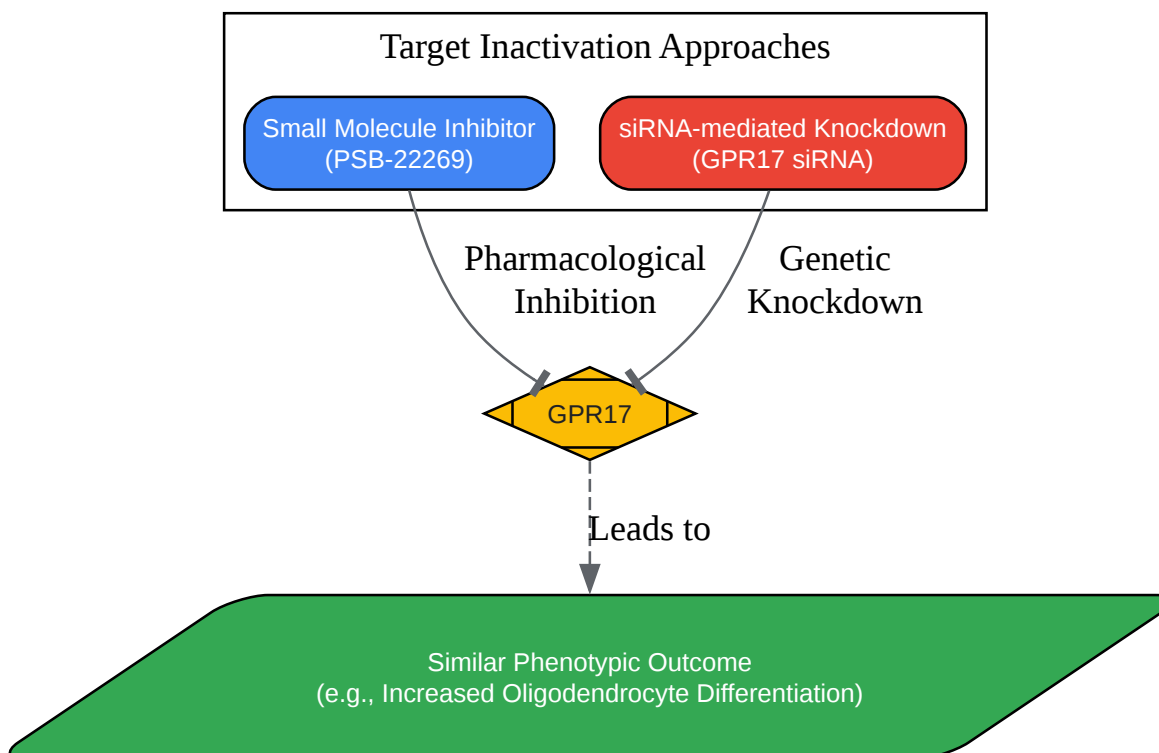 Target Inactivation Approaches
Small Molecule Inhibitor
(PSB-22269)
siRNA-mediated Knockdown
(GPR17 siRNA)
Pharmacological
Inhibition
Genetic
Knockdown
GPR17
Leads to
Similar Phenotypic Outcome
(e.g., Increased Oligodendrocyte Differentiation)